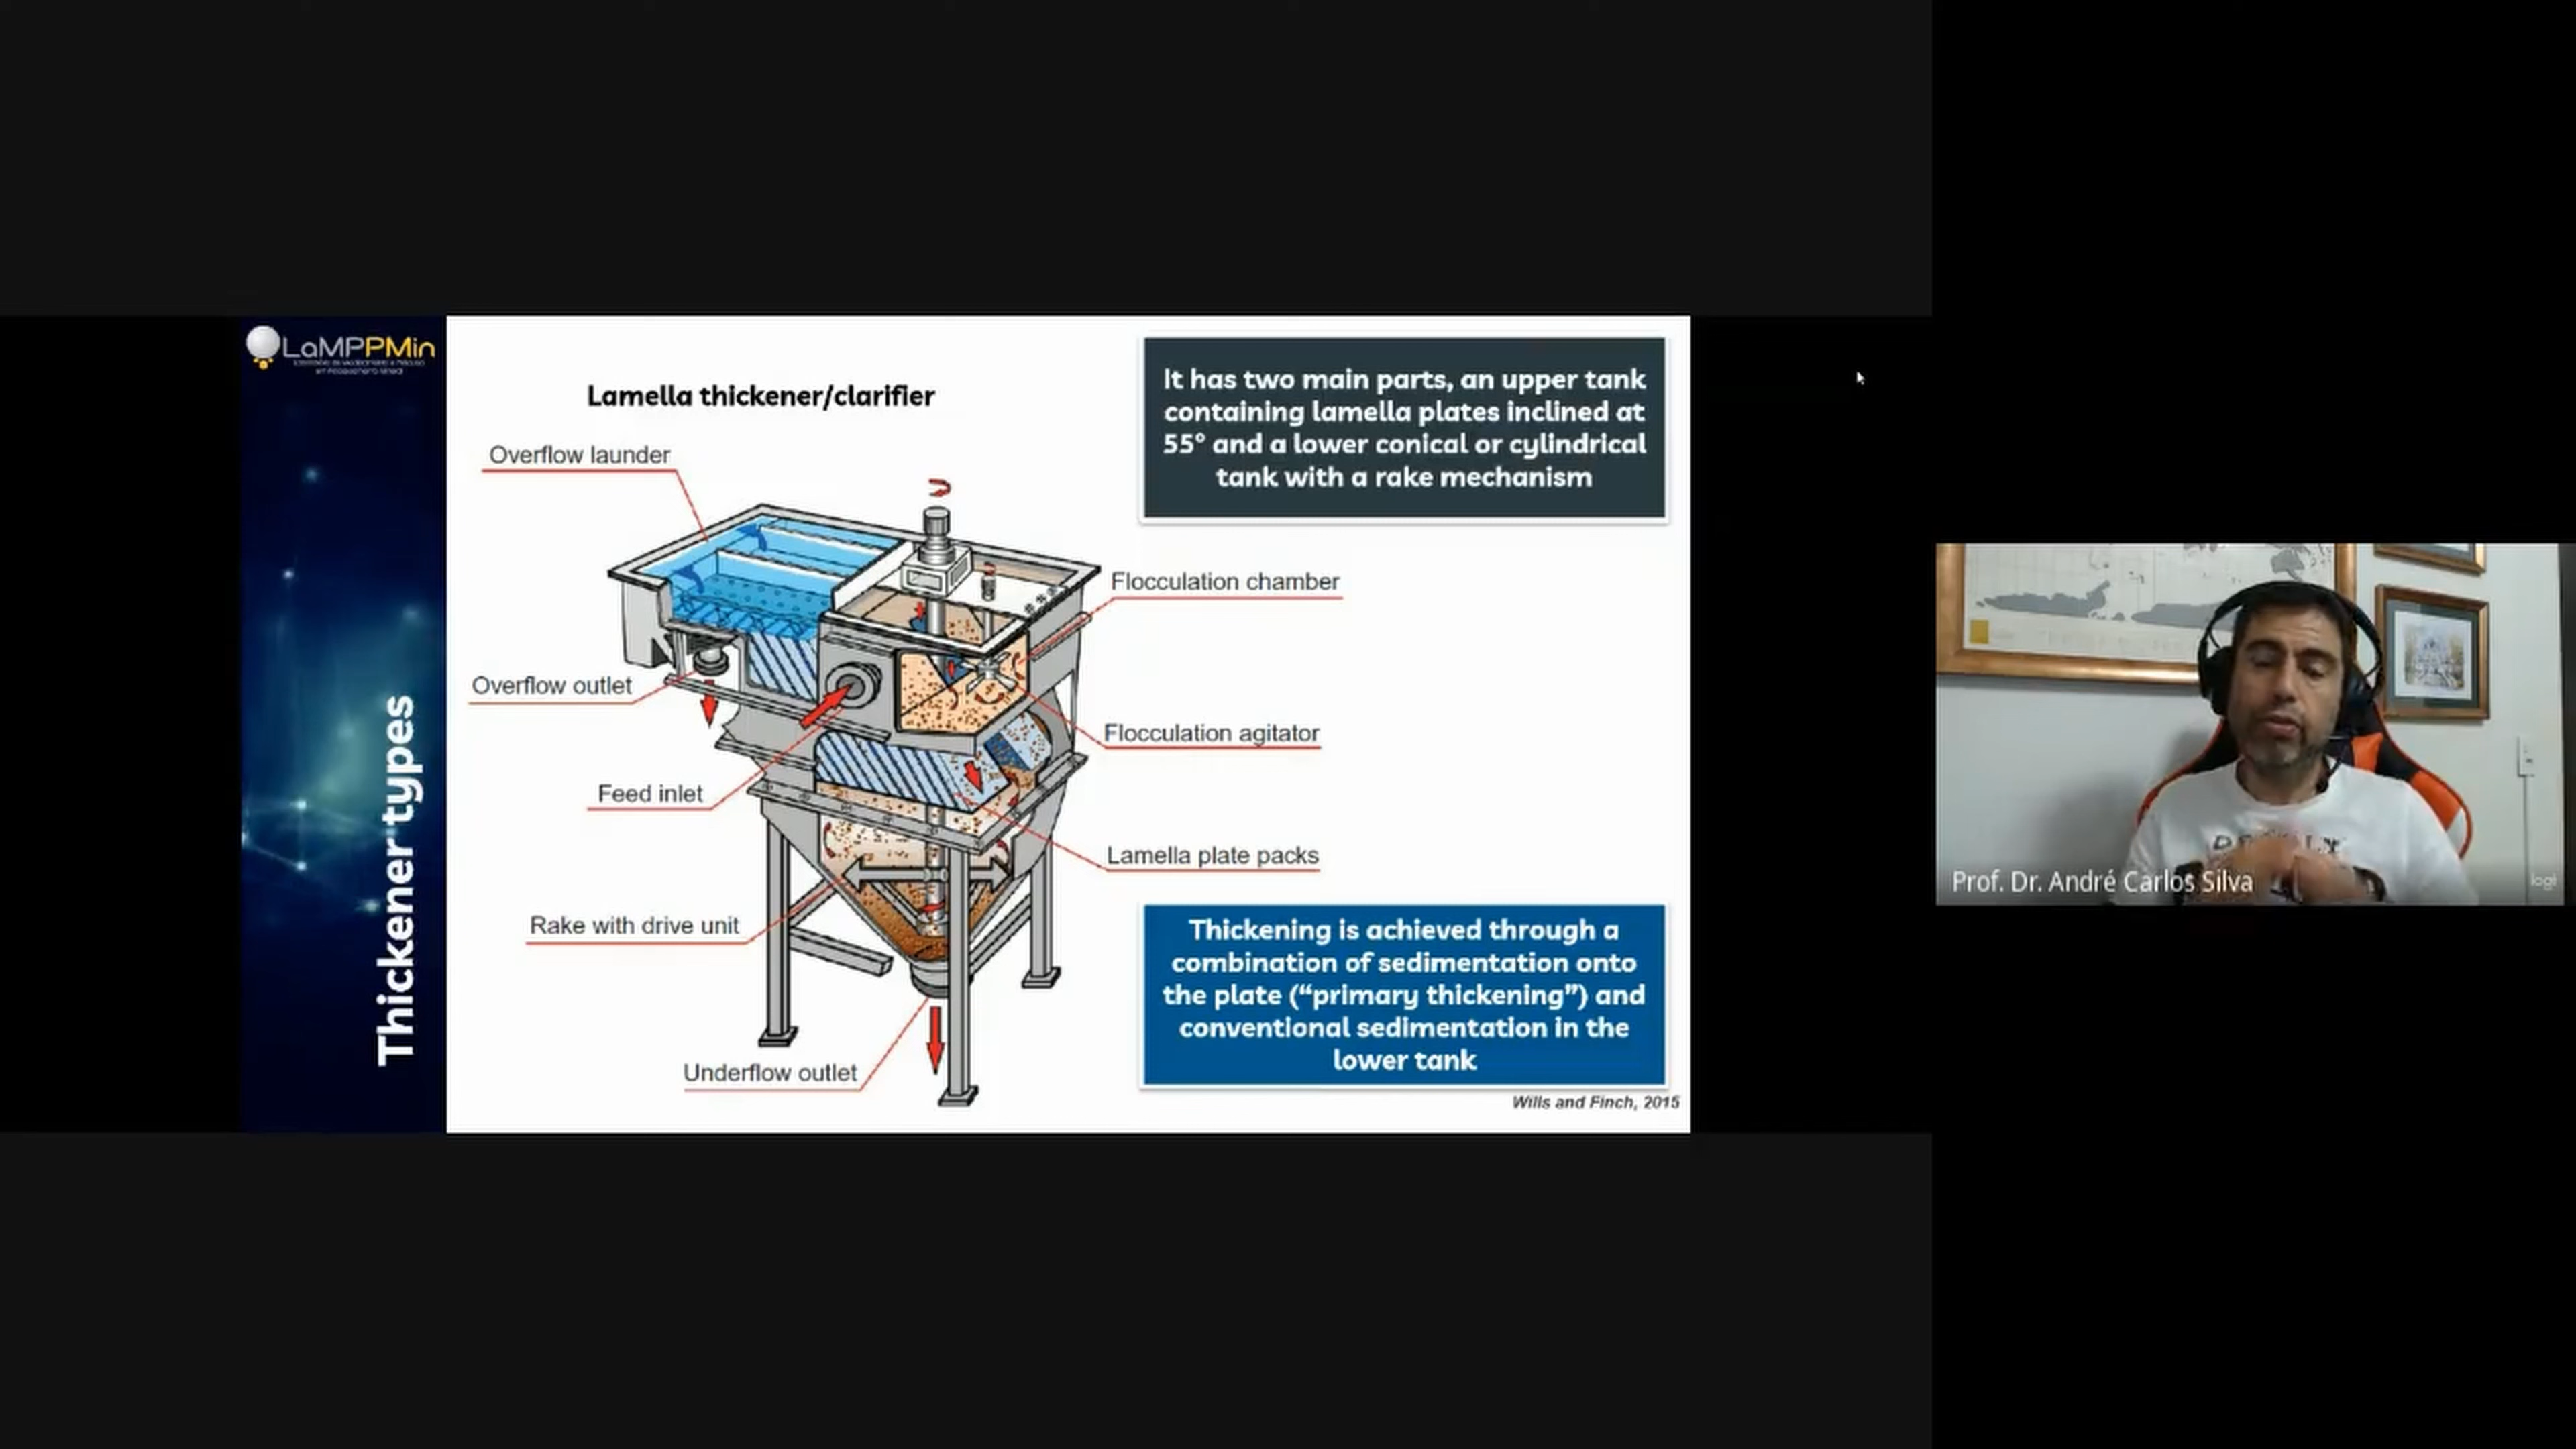 LaMPPMin
Thickener types
Lamella thickener/clarifier
Overflow launder
Overflow outlet
Feed inlet
Rake with drive unit
Underflow outlet
Flocculation chamber
Flocculation agitator
Lamella plate packs
It has two main parts, an upper tank
containing lamella plates inclined at
55° and a lower conical or cylindrical
tank with a rake mechanism
Thickening is achieved through a
combination of sedimentation onto
the plate (“primary thickening”) and
conventional sedimentation in the
lower tank
Wills and Finch, 2015
Prof. Dr. André Carlos Silva
logi